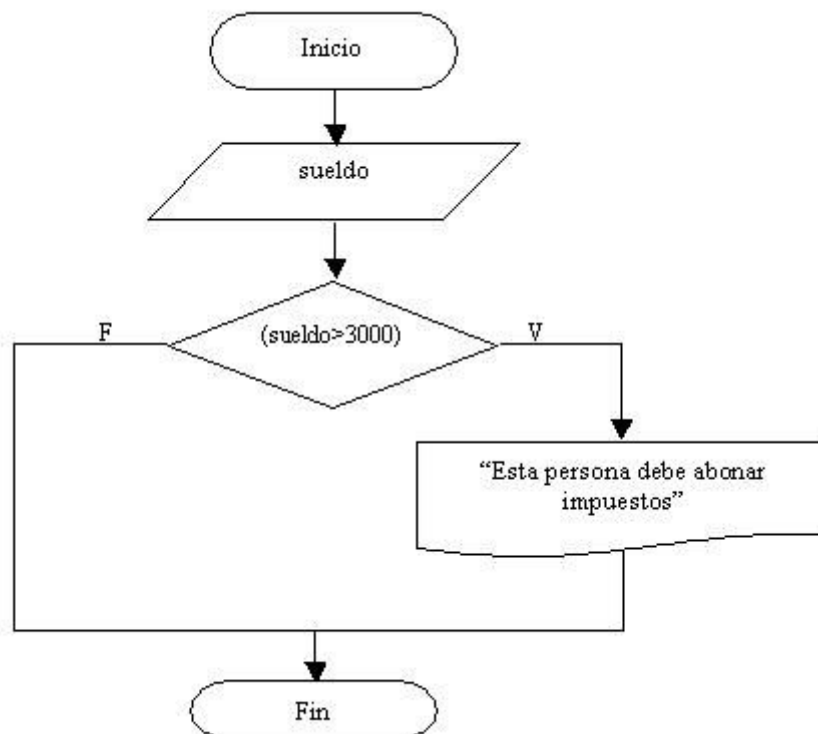 Inicio
sueldo
(sueldo>3000)
F
V
“Esta persona debe abonar
impuestos”
Fin